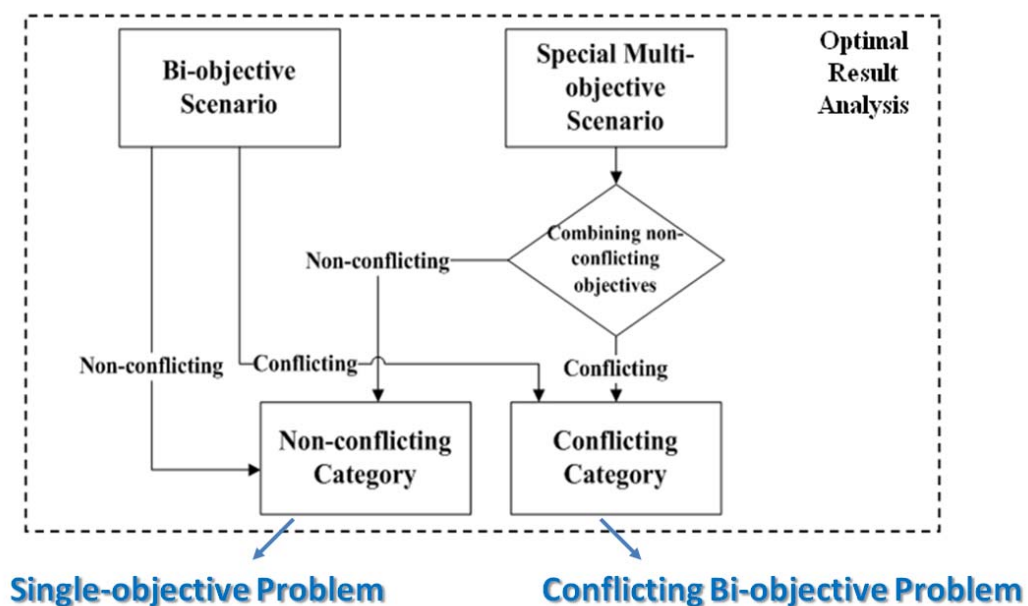 Bi-objective
Scenario
Special Multi-
objective
Scenario
Optimal
Result
Analysis
Combining non-
conflicting
objectives
Non-conflicting
Non-conflicting
Conflicting
Conflicting
Non-conflicting
Category
Conflicting
Category
Single-objective Problem
Conflicting Bi-objective Problem